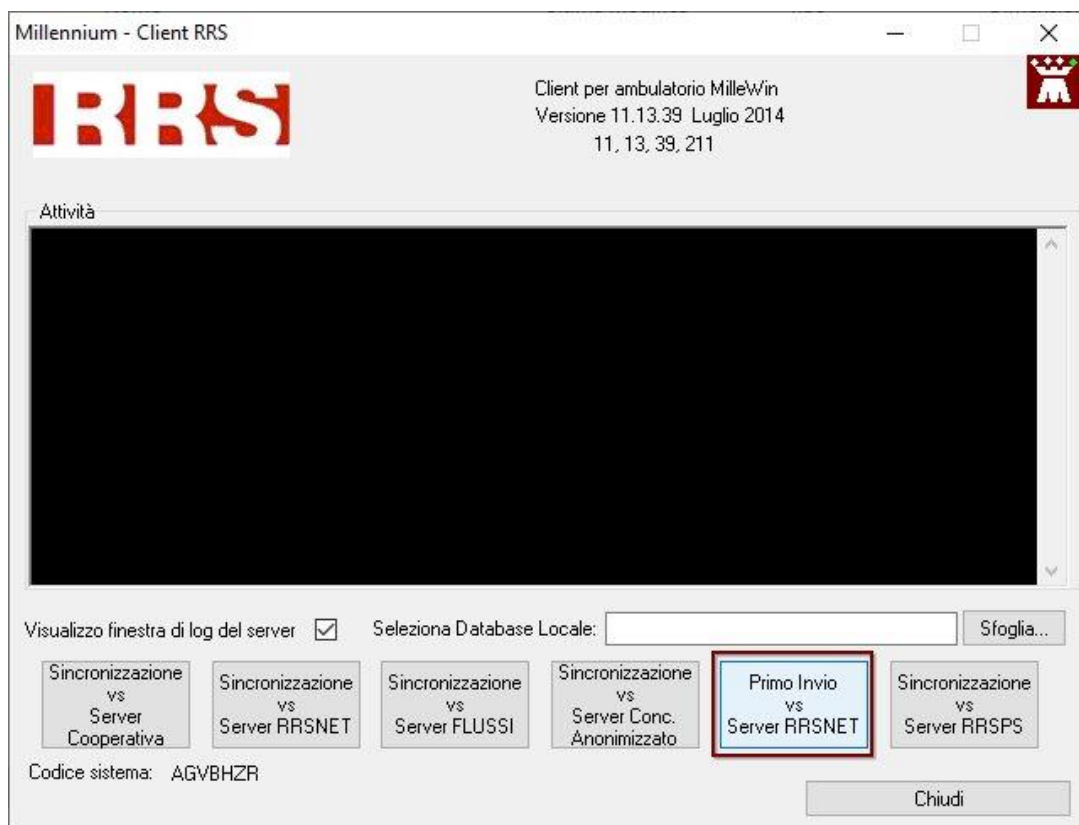 Millennium - Client RRS
RRS
Client per ambulatorio MilleWin
Versione 11.13.39 Luglio 2014
11, 13, 39, 211
Attività
Visualizzo finestra di log del server
Seleziona Database Locale:
Sfoglia...
Sincronizzazione
vs
Server
Cooperativa
Sincronizzazione
vs
Server RRSNET
Sincronizzazione
vs
Server FLUSSI
Sincronizzazione
vs
Server Conc.
Anonimizzato
Primo Invio
vs
Server RRSNET
Sincronizzazione
vs
Server RRSPS
Codice sistema: AGVBHZR
Chiudi